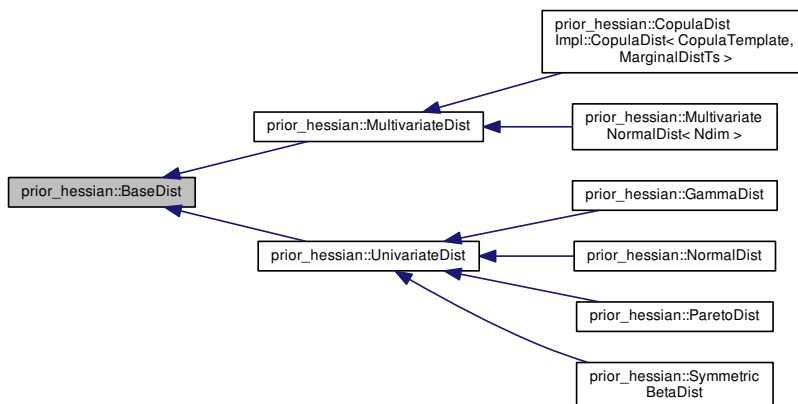 prior_hessian::CopulaDist
Impl::CopulaDist< CopulaTemplate,
MarginalDistTs >
prior_hessian::MultivariateDist
prior_hessian::Multivariate
NormalDist< Ndim >
prior_hessian::BaseDist
prior_hessian::GammaDist
prior_hessian::UnivariateDist
prior_hessian::NormalDist
prior_hessian::ParetoDist
prior_hessian::Symmetric
BetaDist